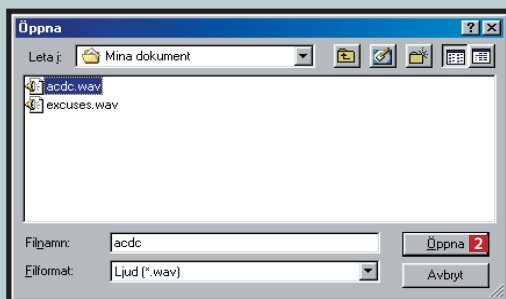 Öppna
Leta i: Mina dokument
acdc.wav
excuses.wav
Filnamn: acdc Öppna 2
Filformat: Ljud (*.wav) Avbryt